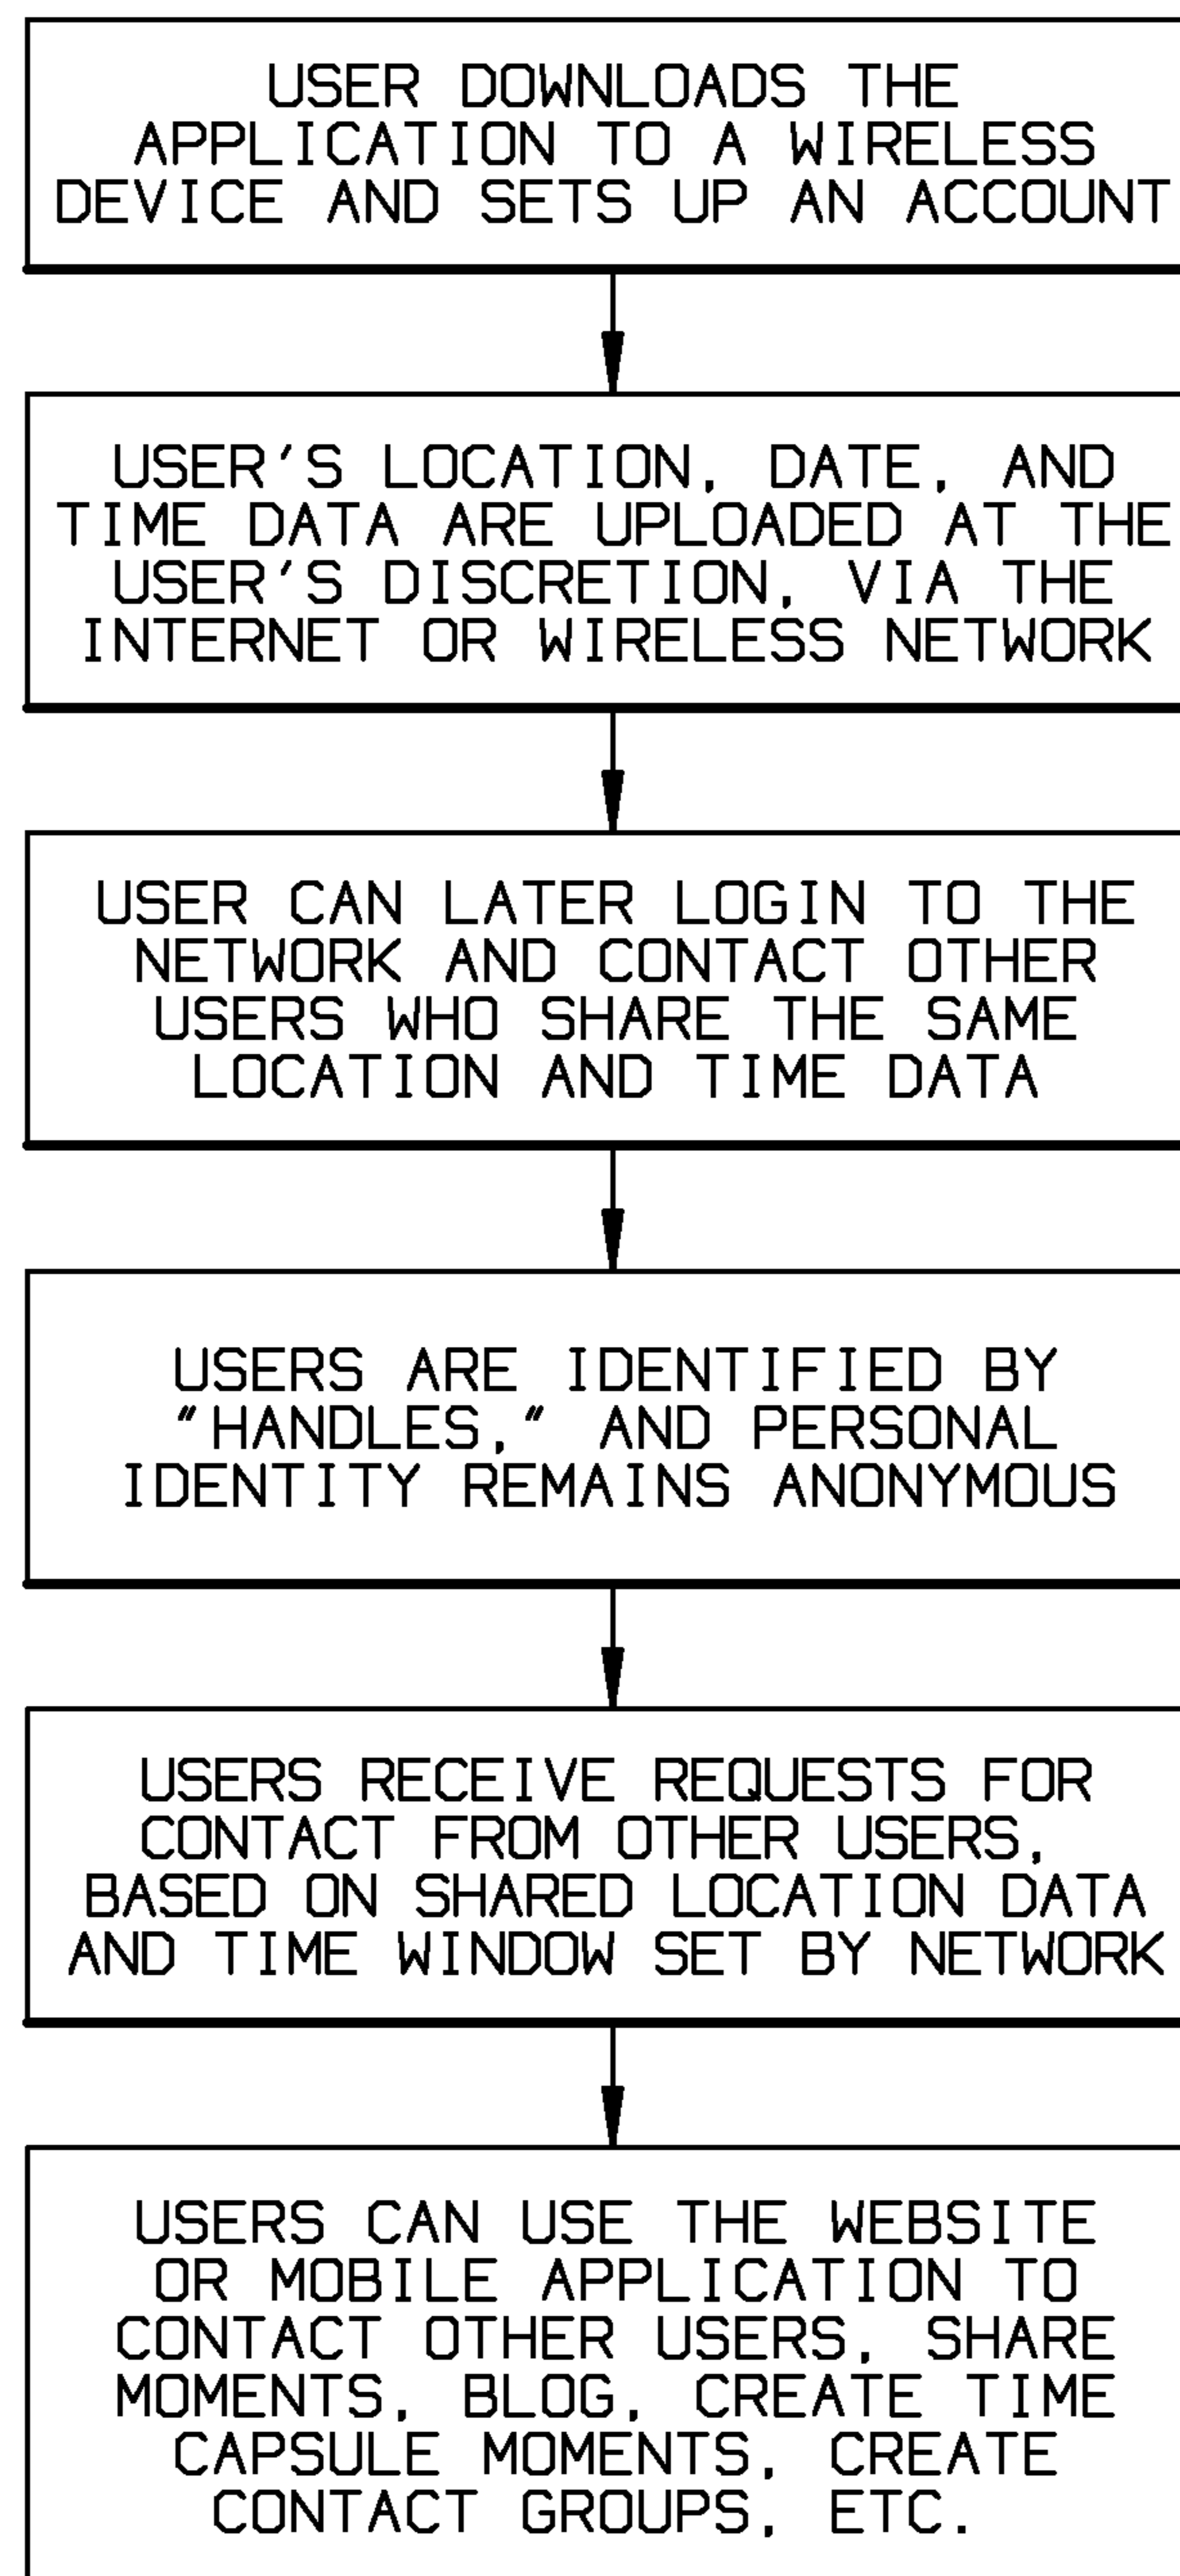 USER DOWNLOADS THE
APPLICATION TO A WIRELESS
DEVICE AND SETS UP AN ACCOUNT
USER'S LOCATION, DATE, AND
TIME DATA ARE UPLOADED AT THE
USER'S DISCRETION, VIA THE
INTERNET OR WIRELESS NETWORK
USER CAN LATER LOGIN TO THE
NETWORK AND CONTACT OTHER
USERS WHO SHARE THE SAME
LOCATION AND TIME DATA
USERS ARE IDENTIFIED BY
"HANDLES," AND PERSONAL
IDENTITY REMAINS ANONYMOUS
USERS RECEIVE REQUESTS FOR
CONTACT FROM OTHER USERS,
BASED ON SHARED LOCATION DATA
AND TIME WINDOW SET BY NETWORK
USERS CAN USE THE WEBSITE
OR MOBILE APPLICATION TO
CONTACT OTHER USERS, SHARE
MOMENTS, BLOG, CREATE TIME
CAPSULE MOMENTS, CREATE
CONTACT GROUPS, ETC.